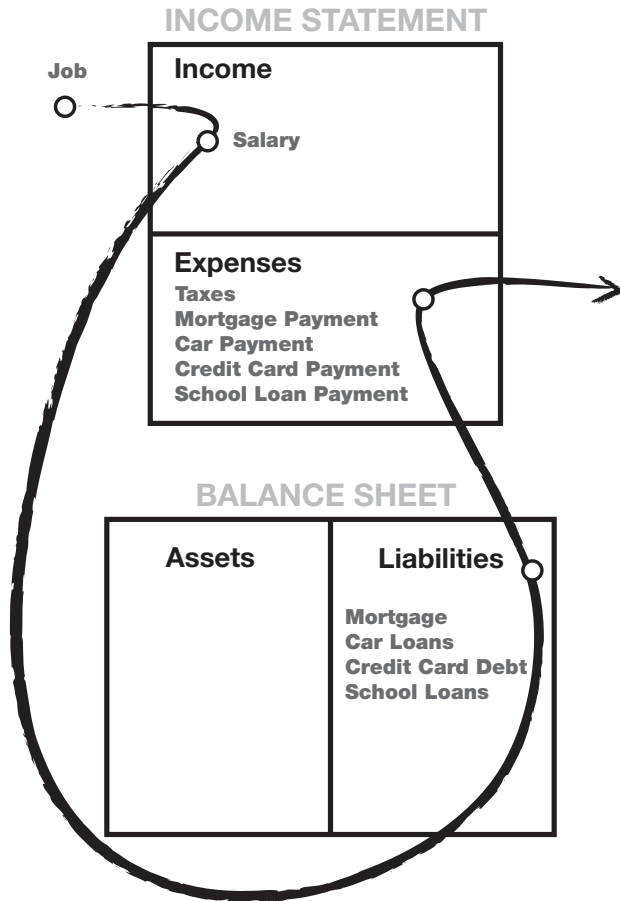 INCOME STATEMENT
Job
Income
Salary
Expenses
Taxes
Mortgage Payment
Car Payment
Credit Card Payment
School Loan Payment
BALANCE SHEET
Assets
Liabilities
Mortgage
Car Loans
Credit Card Debt
School Loans